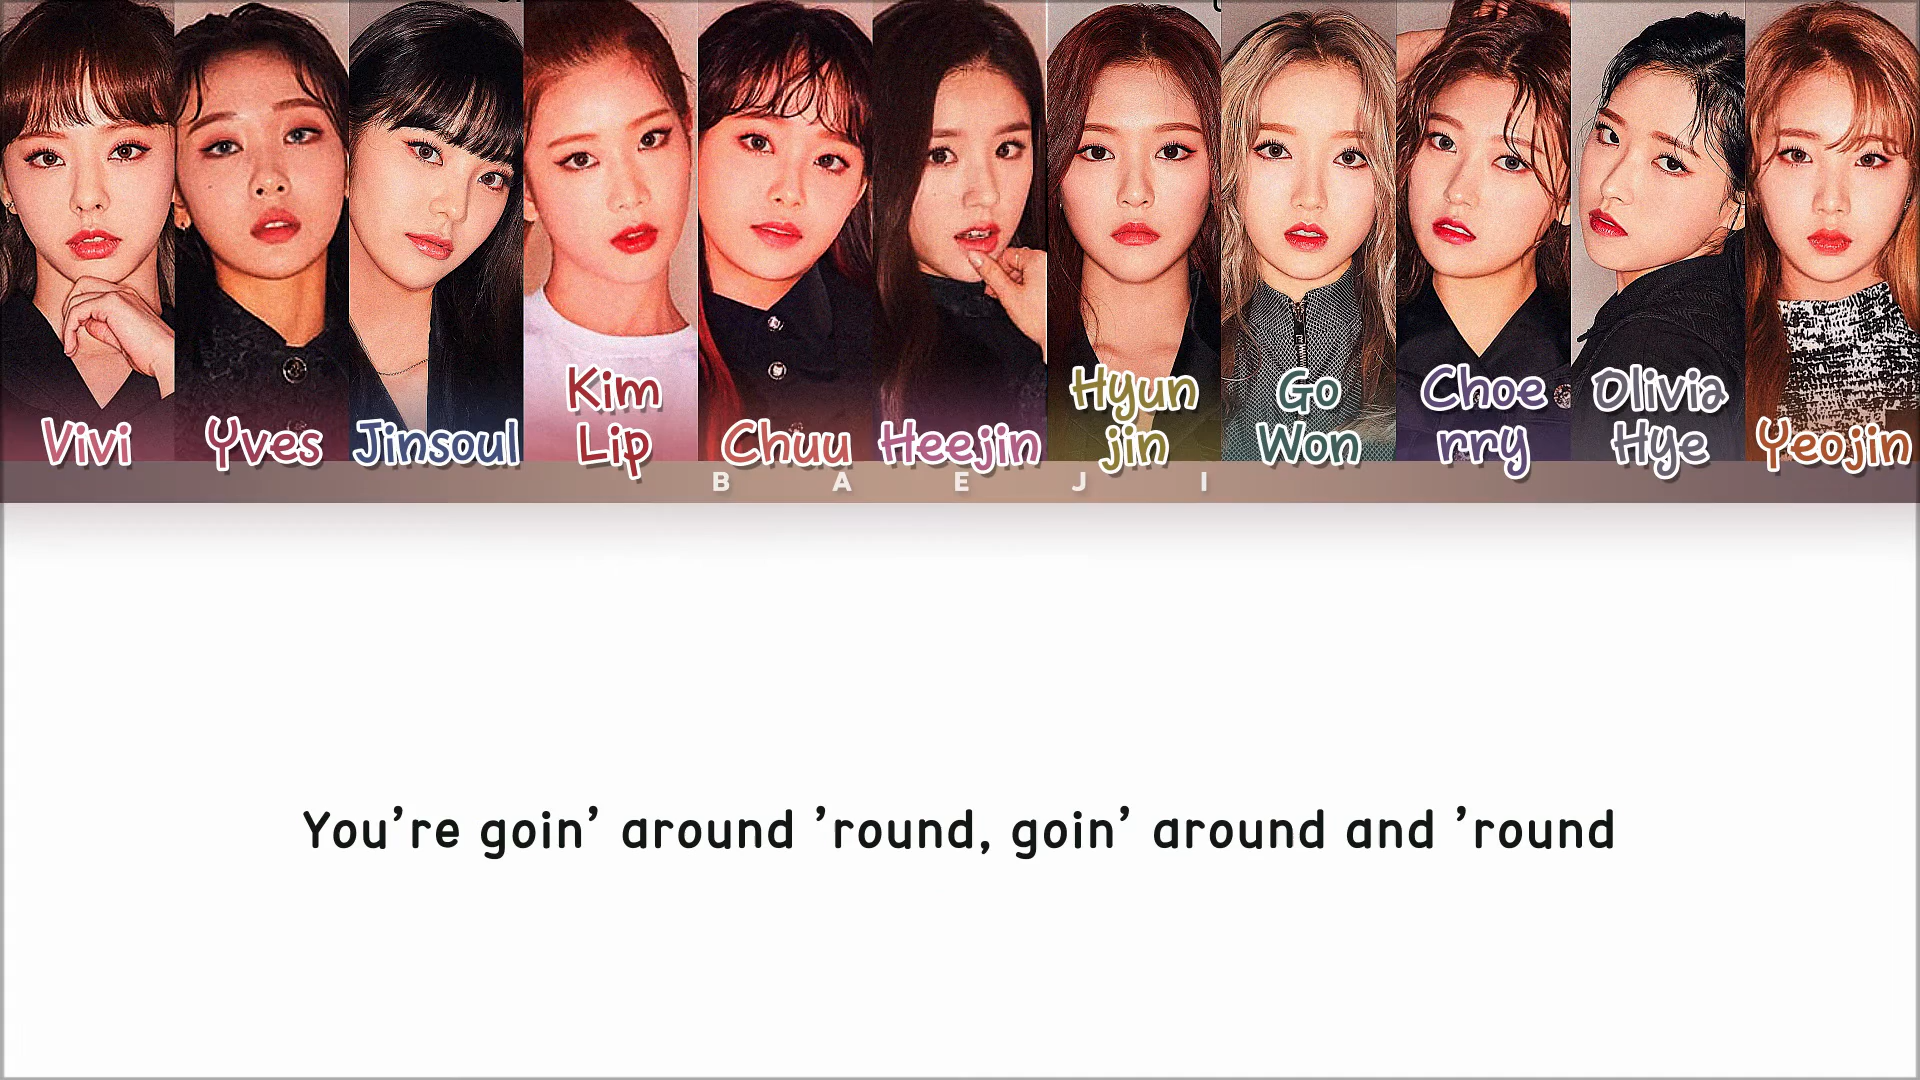 Vivi
Yves
Jinsoul
Kim
Lip
Chuu
Heejin
Hyun
jin
Go
Won
Choe
rry
Olivia
Hye
Yeojin
B A E J I
You're goin' around 'round, goin' around and 'round